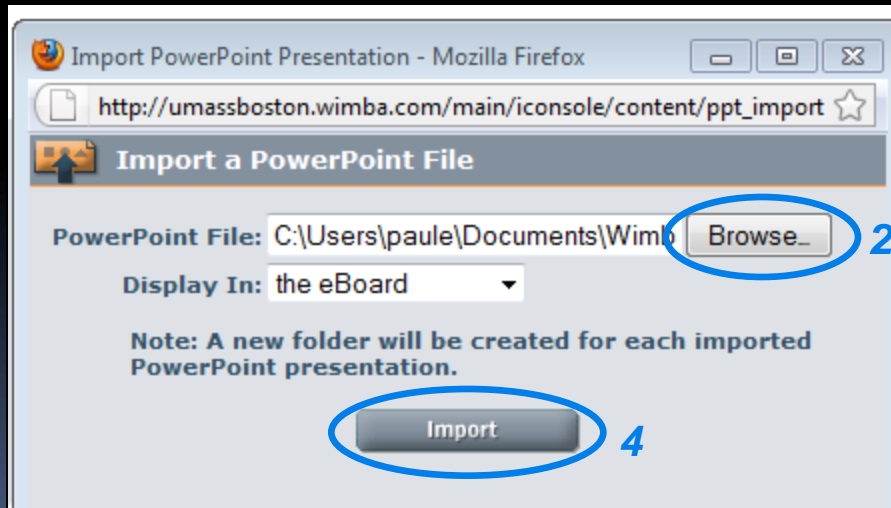 Import PowerPoint Presentation - Mozilla Firefox
http://umassboston.wimba.com/main/iconsole/content/ppt_import
Import a PowerPoint File
PowerPoint File: C:\Users\paule\Documents\Wimb Browse... 2
Display In: the eBoard
Note: A new folder will be created for each imported
PowerPoint presentation.
Import 4